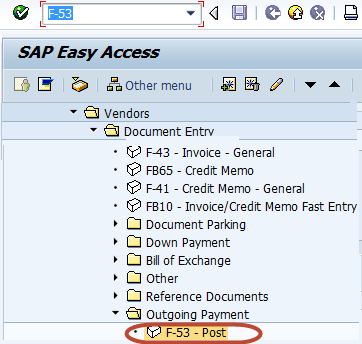 F-53
SAP Easy Access
Other menu
Vendors
Document Entry
F-43 - Invoice - General
FB65 - Credit Memo
F-41 - Credit Memo - General
FB10 - Invoice/Credit Memo Fast Entry
Document Parking
Down Payment
Bill of Exchange
Other
Reference Documents
Outgoing Payment
F-53 - Post